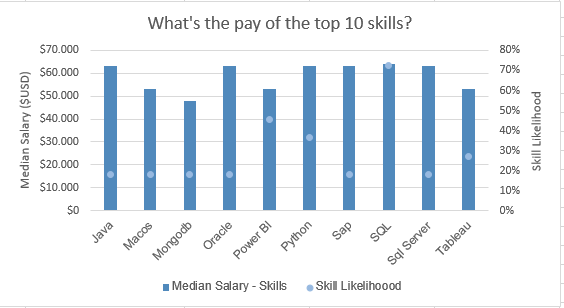 What's the pay of the top 10 skills?
$70.000
$60.000
$50.000
$40.000
$30.000
$20.000
$10.000
$0
Median Salary ($USD)
80%
70%
60%
50%
40%
30%
20%
10%
0%
Skill Likelihood
Java
Macos
Mongodb
Oracle
Power BI
Python
Sap
SQL
Sql Server
Tableau
Median Salary - Skills
Skill Likelihoood